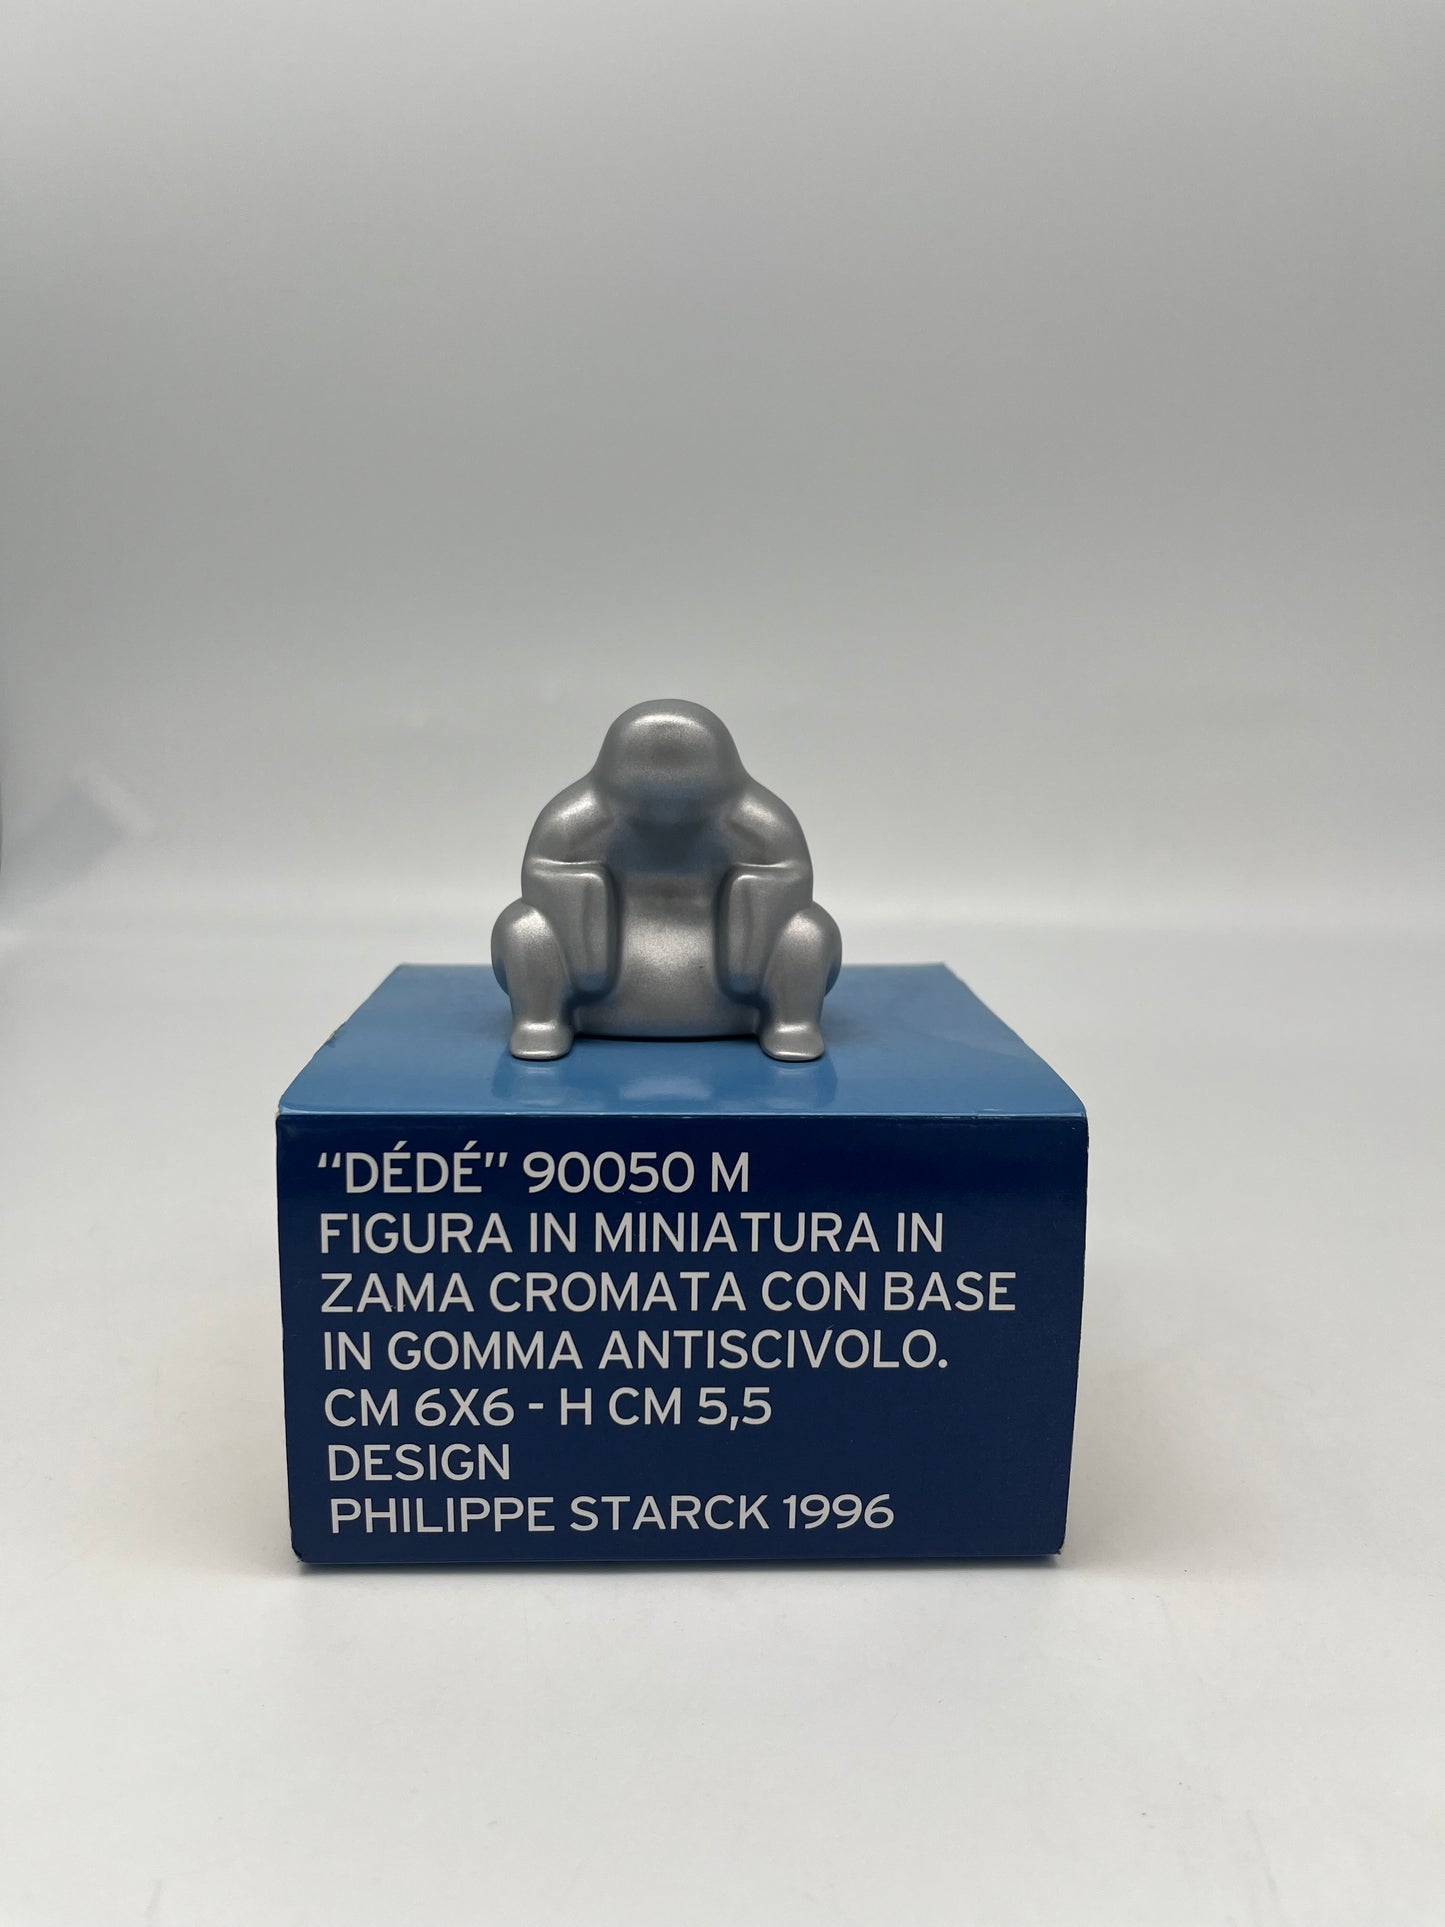 “DÉDÉ” 90050 M
FIGURA IN MINIATURA IN
ZAMA CROMATA CON BASE
IN GOMMA ANTISCIVOLO.
CM 6X6 - H CM 5,5
DESIGN
PHILIPPE STARCK 1996